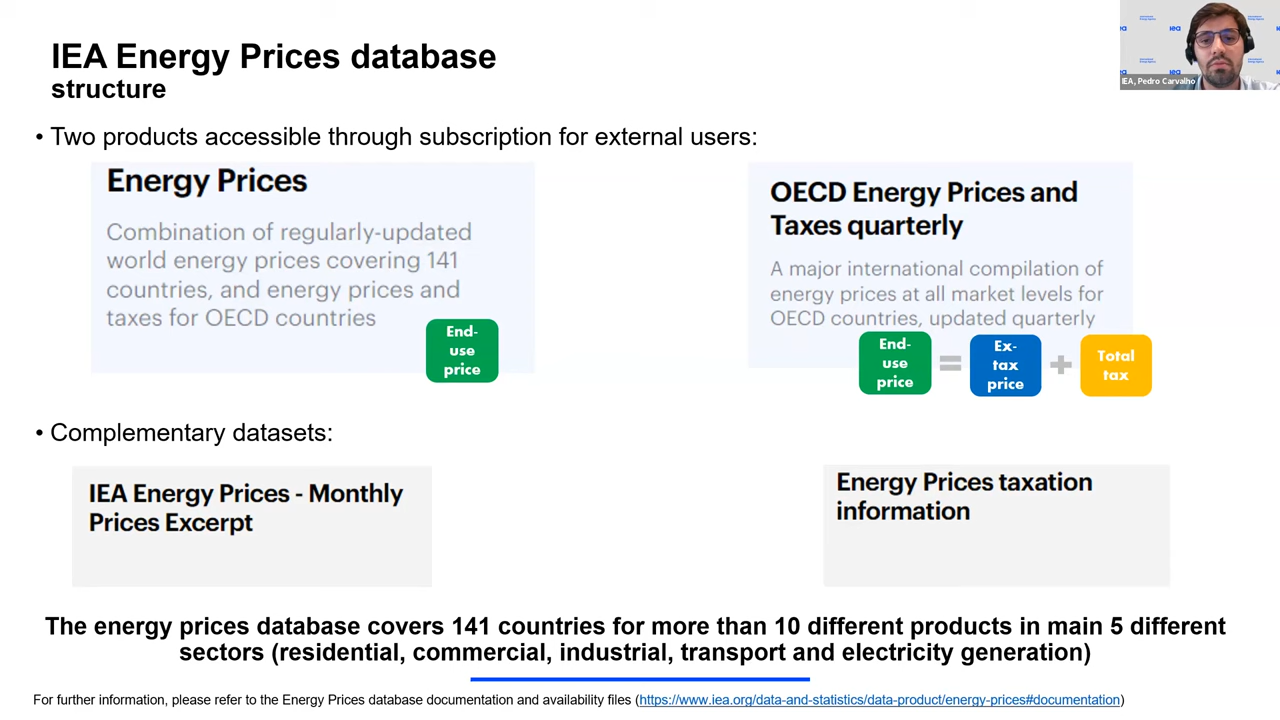 IEA Energy Prices database
structure
iea
IEA, Pedro Carvalho
• Two products accessible through subscription for external users:
Energy Prices
Combination of regularly-updated
world energy prices covering 141
countries, and energy prices and
taxes for OECD countries
End-
use
price
OECD Energy Prices and
Taxes quarterly
A major international compilation of
energy prices at all market levels for
OECD countries, updated quarterly
End-
use
price
=
Ex-
tax
price
+
Total
tax
• Complementary datasets:
IEA Energy Prices - Monthly
Prices Excerpt
Energy Prices taxation
information
The energy prices database covers 141 countries for more than 10 different products in main 5 different
sectors (residential, commercial, industrial, transport and electricity generation)
For further information, please refer to the Energy Prices database documentation and availability files (https://www.iea.org/data-and-statistics/data-product/energy-prices#documentation)